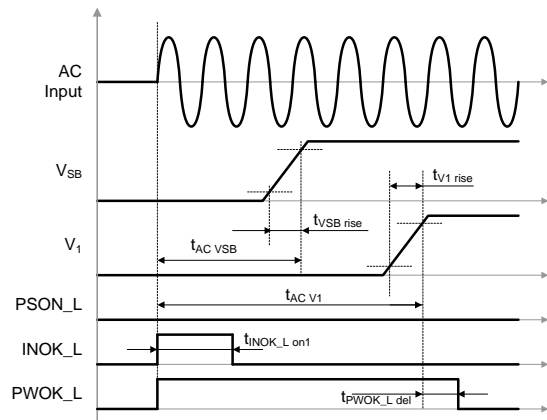 AC
Input
VSB
tV1 rise
tVSB rise
V1
tAC VSB
tAC V1
PSON_L
INOK_L
tINOK_L on1
PWOK_L
tPWOK_L del